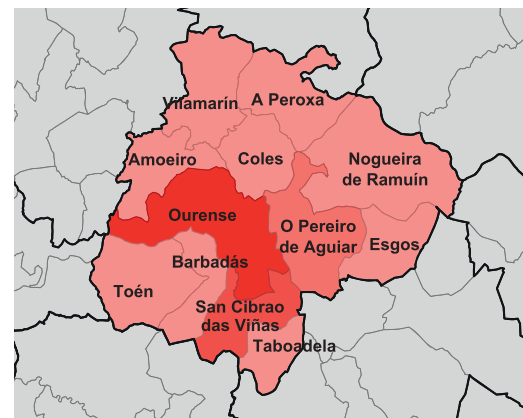 Vilamarín
A Peroxa
Amoeiro
Coles
Nogueira
de Ramuín
Ourense
O Pereiro
de Aguiar
Esgos
Barbadás
Toén
San Cibrao
das Viñas
Taboadela